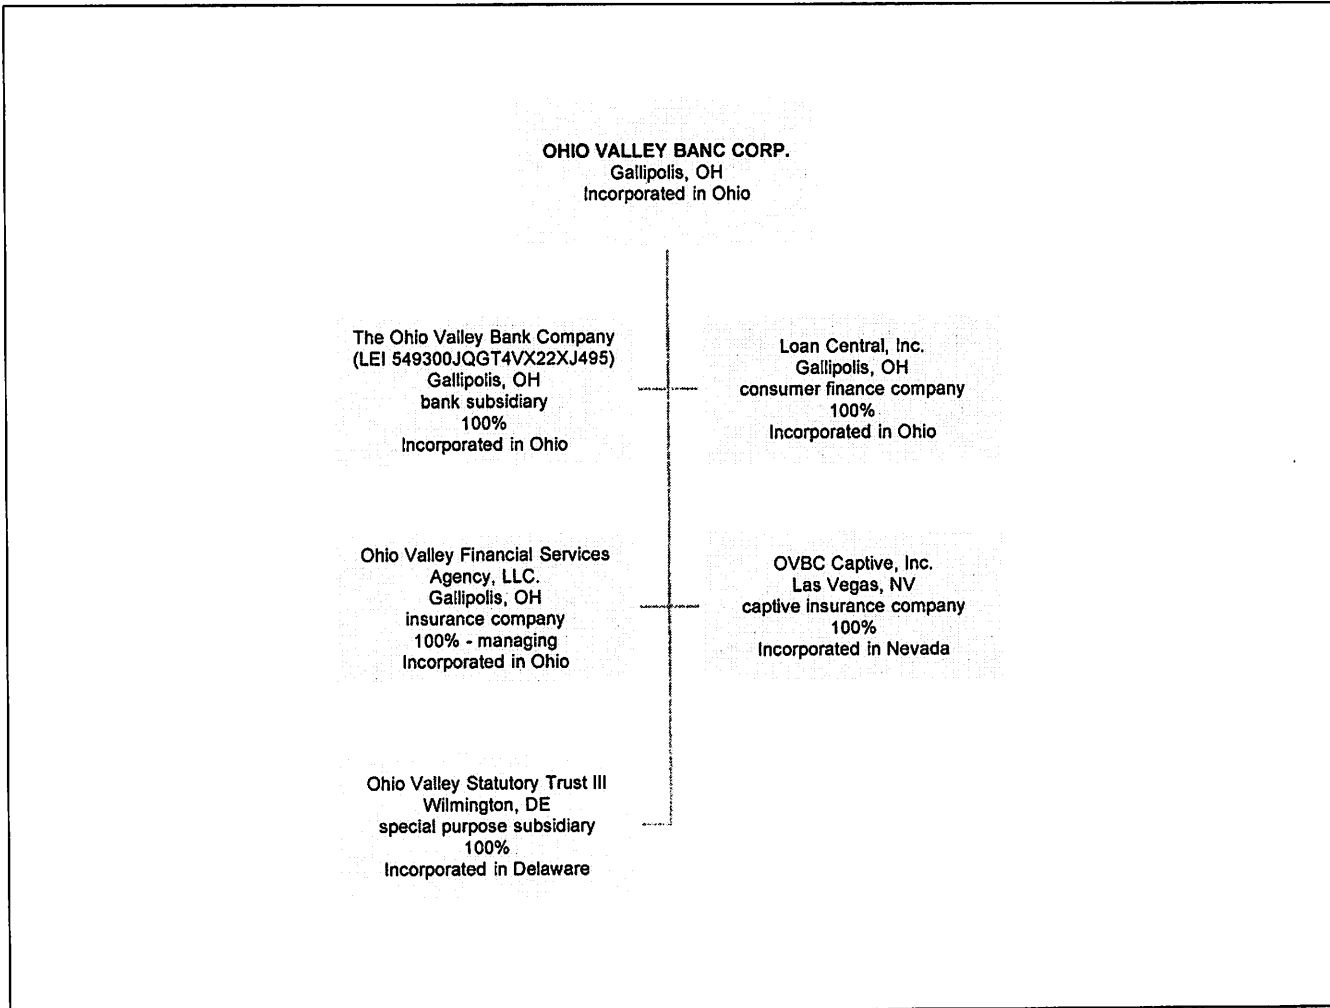 OHIO VALLEY BANC CORP.
Gallipolis, OH
Incorporated in Ohio
The Ohio Valley Bank Company
(LEI 549300JQGT4VX22XJ495)
Gallipolis, OH
bank subsidiary
100%
Incorporated in Ohio
Loan Central, Inc.
Gallipolis, OH
consumer finance company
100%
Incorporated in Ohio
Ohio Valley Financial Services
Agency, LLC.
Gallipolis, OH
insurance company
100% - managing
Incorporated in Ohio
OVBC Captive, Inc.
Las Vegas, NV
captive insurance company
100%
Incorporated in Nevada
Ohio Valley Statutory Trust III
Wilmington, DE
special purpose subsidiary
100%
Incorporated in Delaware